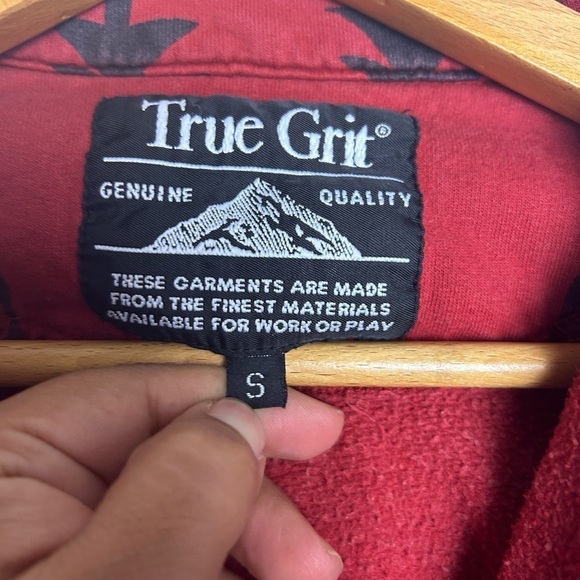 True Grit®
GENUINE QUALITY
THESE GARMENTS ARE MADE
FROM THE FINEST MATERIALS
AVAILABLE FOR WORK OR PLAY
S